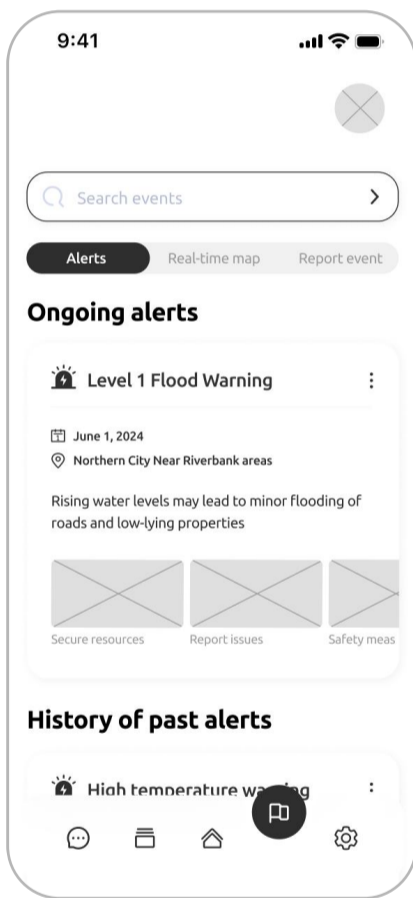 9:41
Search events
Alerts Real-time map Report event
Ongoing alerts
Level 1 Flood Warning
June 1, 2024
Northern City Near Riverbank areas
Rising water levels may lead to minor flooding of
roads and low-lying properties
Secure resources Report issues Safety meas
History of past alerts
High temperature warning